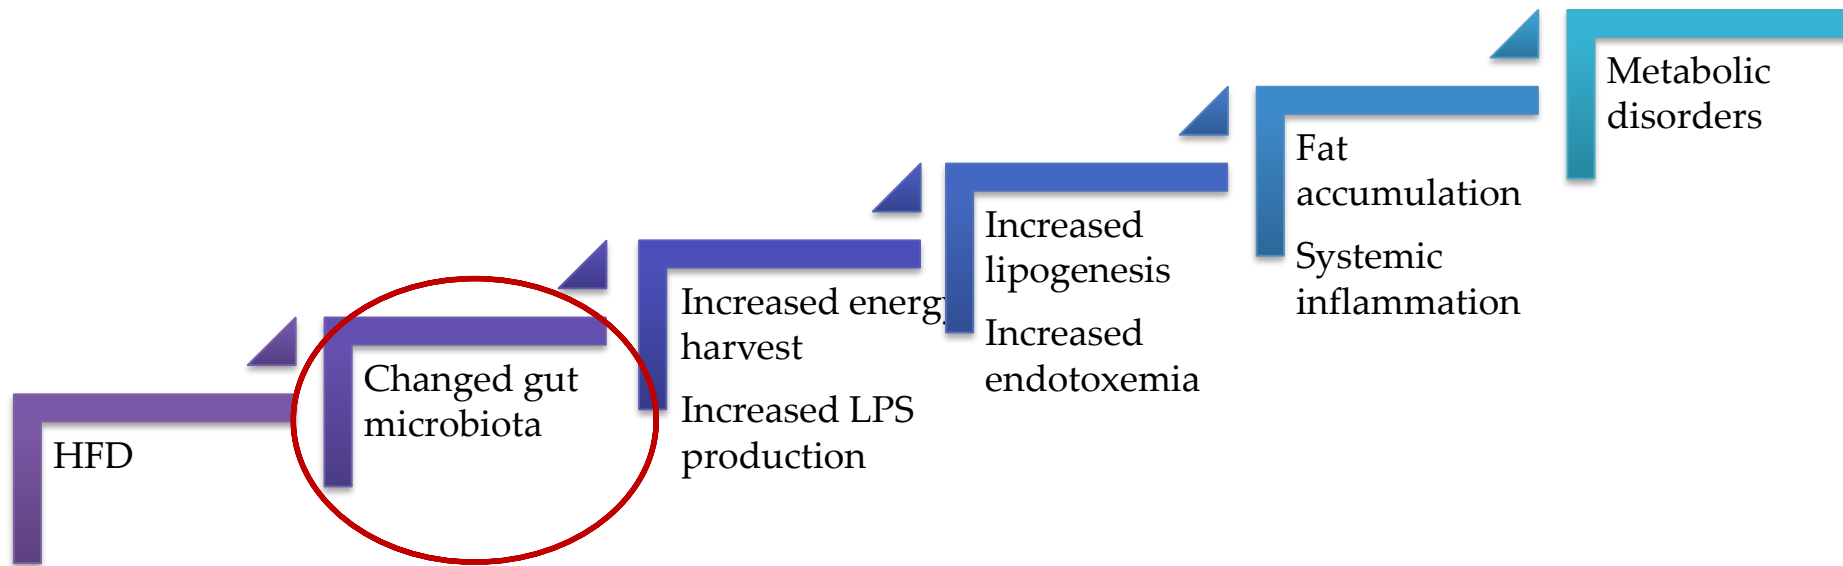 HFD
Changed gut
microbiota
Increased energy
harvest
Increased LPS
production
Increased
lipogenesis
Increased
endotoxemia
Fat
accumulation
Systemic
inflammation
Metabolic
disorders